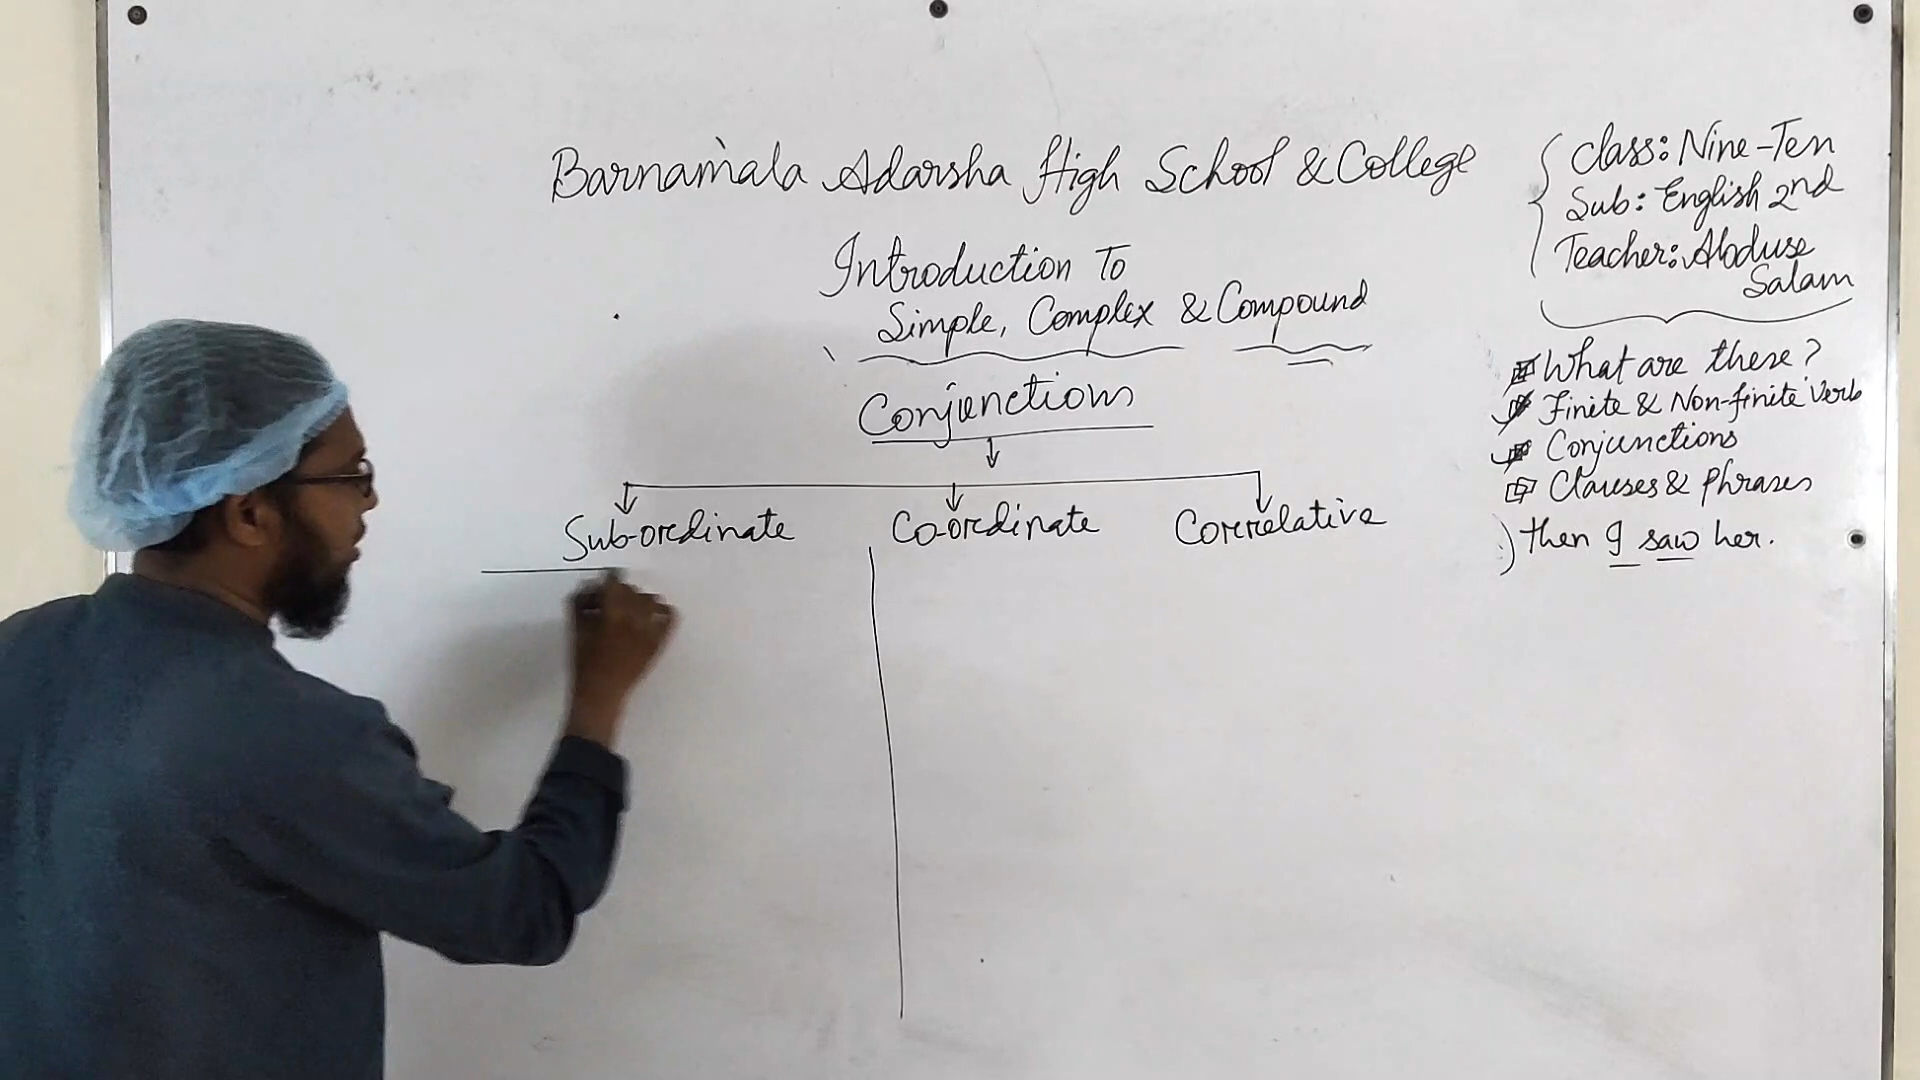 Barnamala Adarsha High School & College
Introduction To
Simple, Complex & Compound
Conjunctions
Sub-ordinate Co-ordinate Correlative
Class: Nine-Ten
Sub: English 2nd
Teacher: Abduse
Salam
What are these?
Finite & Non-finite Verb
Conjunctions
Clauses & Phrases
) then I saw her.